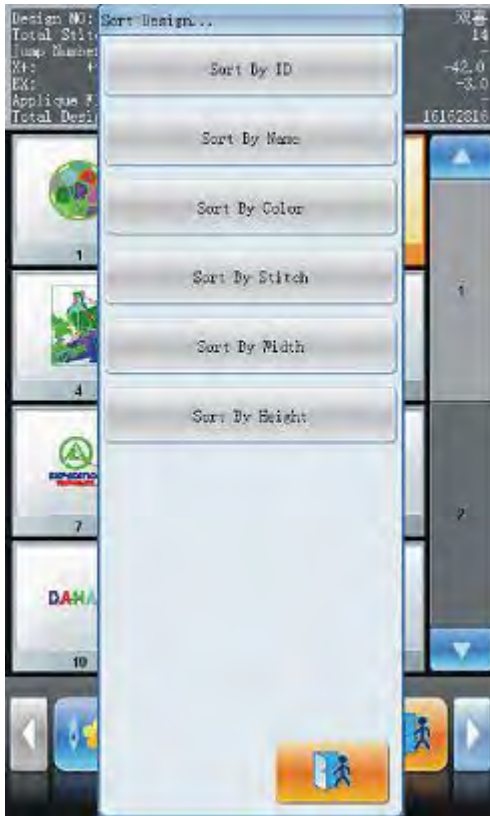 Design NO:
Sort Design...
Total Stit
14
Jump Number
-
X+:
-42.0
EX:
-3.0
Applique
-
Total Desi
16162816
Sort By ID
Sort By Name
Sort By Color
Sort By Stitch
Sort By Width
Sort By Height
1
4
7
DAHA
10
1
2